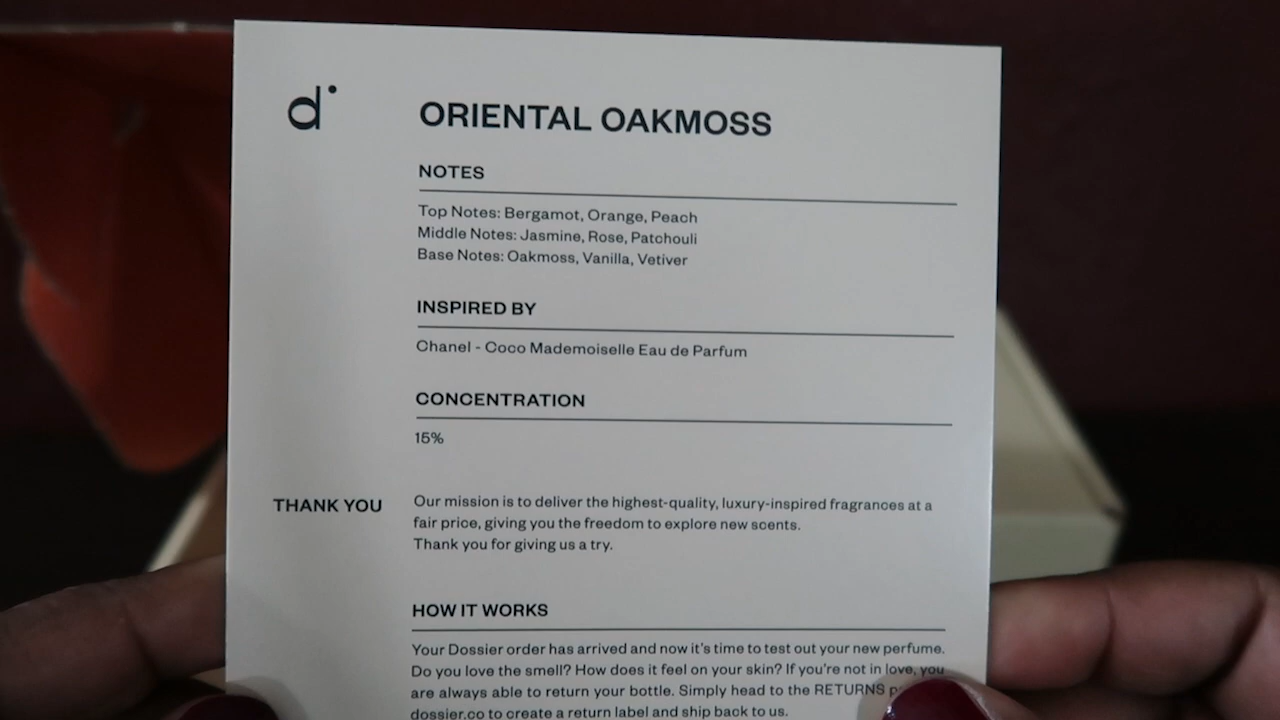 d·
ORIENTAL OAKMOSS
NOTES
Top Notes: Bergamot, Orange, Peach
Middle Notes: Jasmine, Rose, Patchouli
Base Notes: Oakmoss, Vanilla, Vetiver
INSPIRED BY
Chanel - Coco Mademoiselle Eau de Parfum
CONCENTRATION
15%
THANK YOU
Our mission is to deliver the highest-quality, luxury-inspired fragrances at a
fair price, giving you the freedom to explore new scents.
Thank you for giving us a try.
HOW IT WORKS
Your Dossier order has arrived and now it's time to test out your new perfume.
Do you love the smell? How does it feel on your skin? If you're not in love, you
are always able to return your bottle. Simply head to the RETURNS
dossier.co to create a return label and ship back to us.